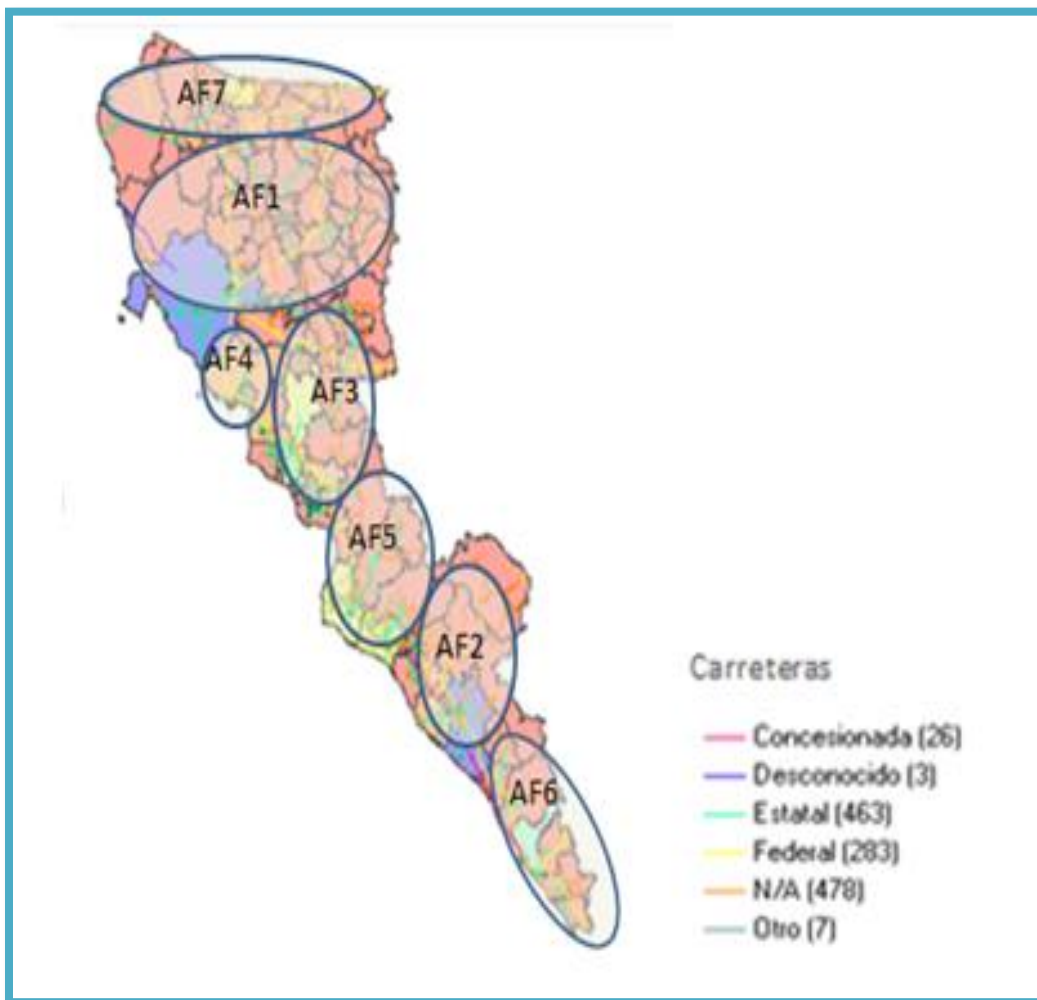 AF7
AF1
AF4
AF3
AF5
AF2
AF6
Carreteras
Concesionada (26)
Desconocido (3)
Estatal (463)
Federal (283)
N/A (478)
Otro (7)